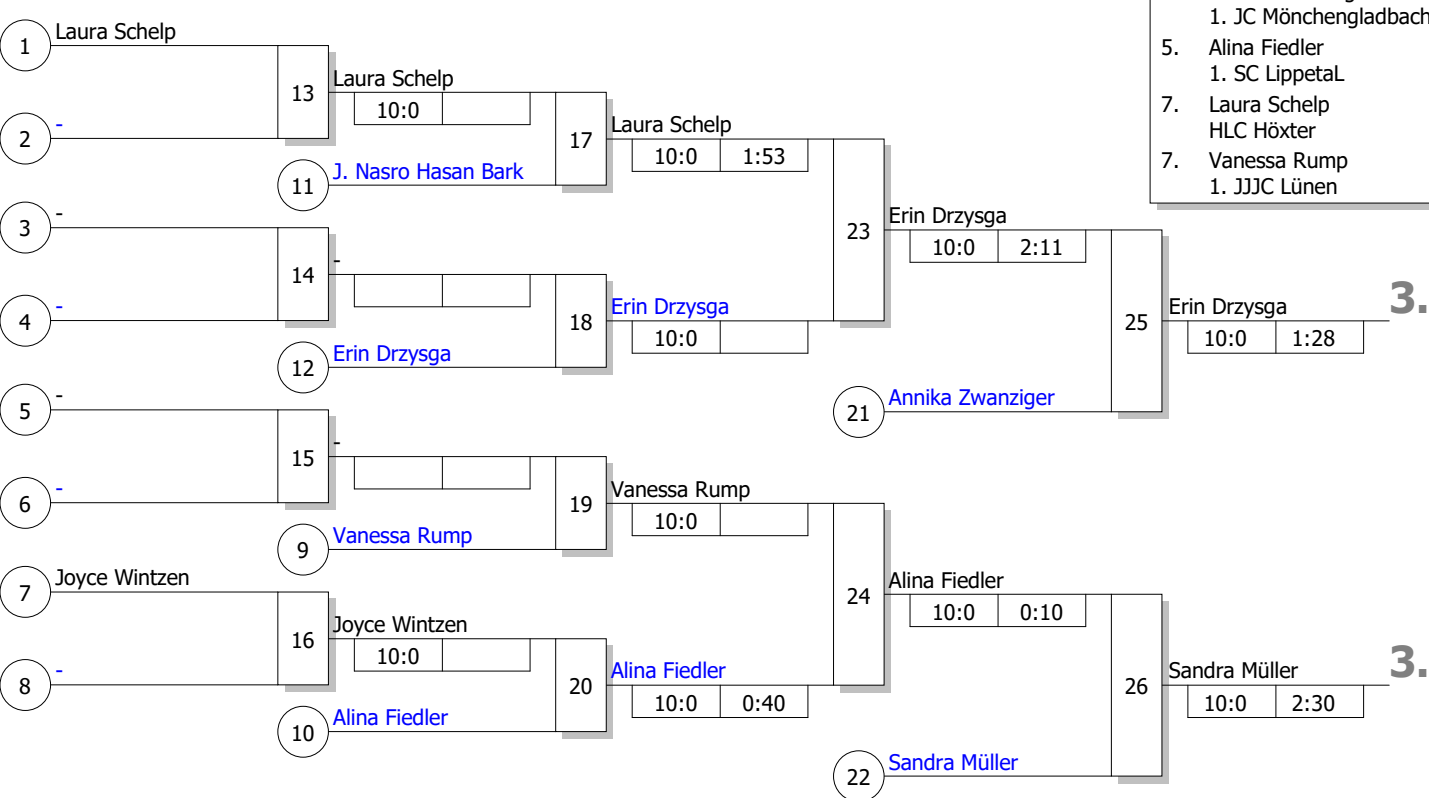 1. JC Mönchengladbach
5. Alina Fiedler
1. SC LippetaL
7. Laura Schelp
HLC Höxter
7. Vanessa Rump
1. JJJC Lünen
1 Laura Schelp
13 Laura Schelp
10:0
2 -
17 Laura Schelp
10:0 1:53
11 J. Nasro Hasan Bark
3 -
23 Erin Drzysga
10:0 2:11
14 -
4 -
18 Erin Drzysga
10:0
12 Erin Drzysga
25 Erin Drzysga 3.
10:0 1:28
5 -
21 Annika Zwanziger
15 -
6 -
19 Vanessa Rump
10:0
9 Vanessa Rump
7 Joyce Wintzen
24 Alina Fiedler
10:0 0:10
16 Joyce Wintzen
10:0
8 -
20 Alina Fiedler
10:0 0:40
10 Alina Fiedler
26 Sandra Müller 3.
10:0 2:30
22 Sandra Müller